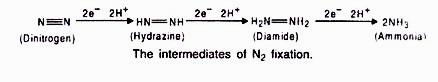 2e⁻ 2H⁺ 2e⁻ 2H⁺ 2e⁻ 2H⁺
N≡N → HN=NH → H₂N=NH₂ → 2NH₃
(Dinitrogen) (Hydrazine) (Diamide) (Ammonia)
The intermediates of N₂ fixation.